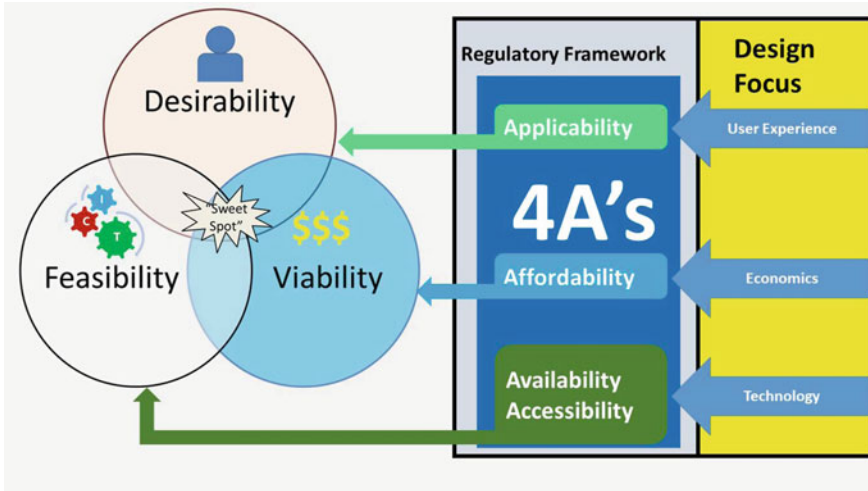 Desirability
I
C
T
"Sweet
Spot"
$$$
Feasibility
Viability
Regulatory Framework
Applicability
4A's
Affordability
Availability
Accessibility
Design
Focus
User Experience
Economics
Technology